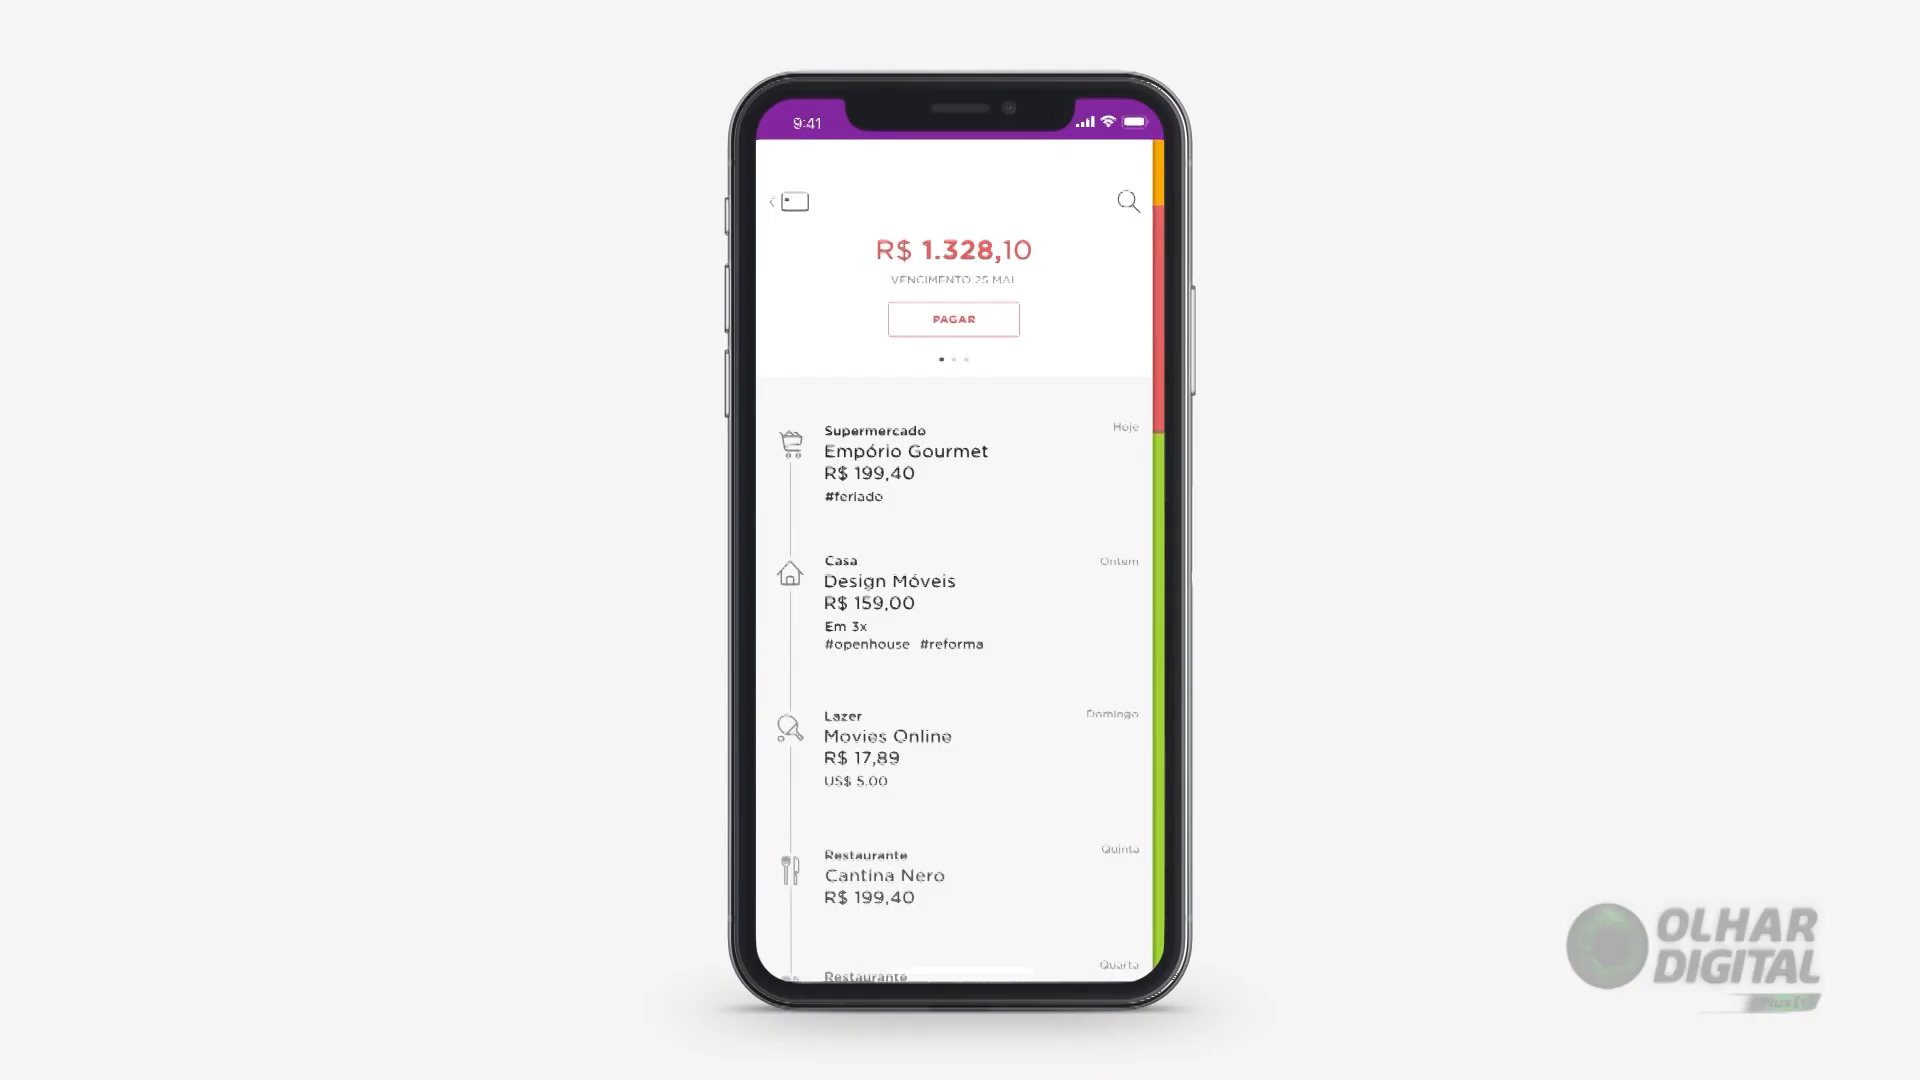 9:41
R$ 1.328,10
VENCIMENTO 25 MAI
PAGAR
Supermercado
Hoje
Empório Gourmet
R$ 199,40
#feriado
Casa
Ontem
Design Móveis
R$ 159,00
Em 3x
#openhouse #reforma
Lazer
Domingo
Movies Online
R$ 17,89
US$ 5.00
Restaurante
Quinta
Cantina Nero
R$ 199,40
Restaurante
Quarta
OLHAR
DIGITAL